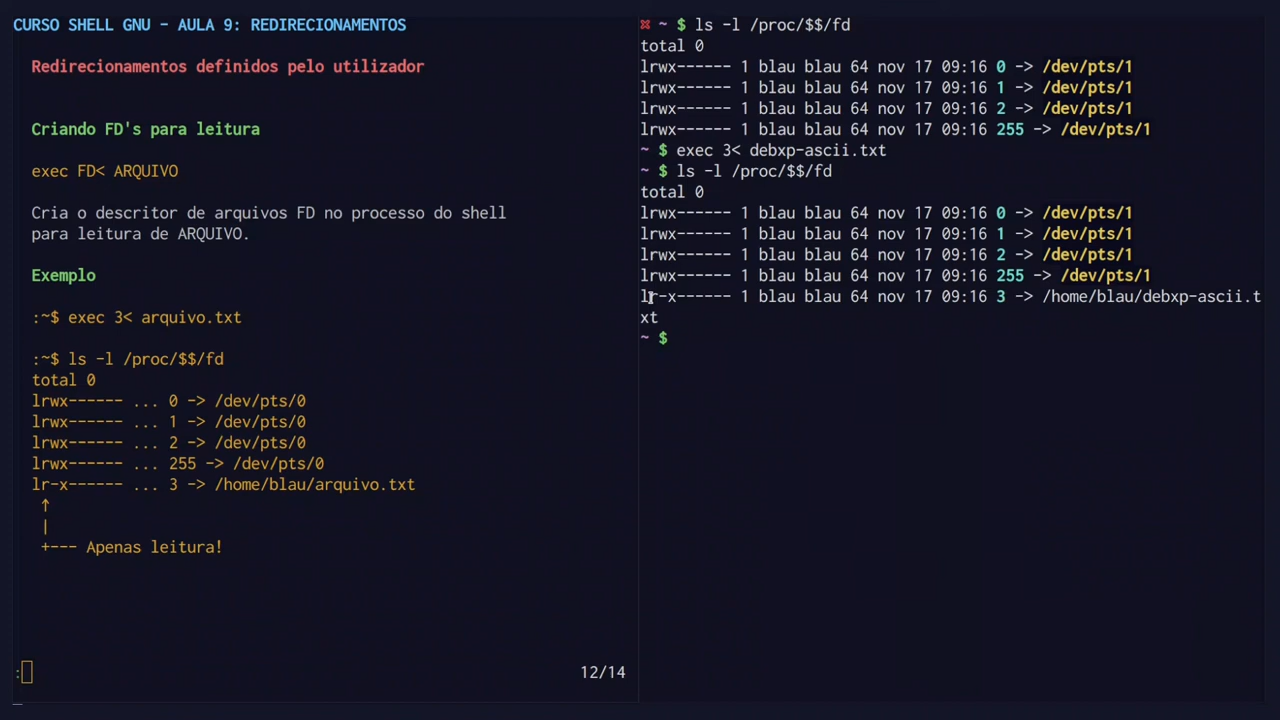 CURSO SHELL GNU - AULA 9: REDIRECIONAMENTOS
Redirecionamentos definidos pelo utilizador
Criando FD's para leitura
exec FD< ARQUIVO
Cria o descritor de arquivos FD no processo do shell
para leitura de ARQUIVO.
Exemplo
:~$ exec 3< arquivo.txt
:~$ ls -l /proc/$$/fd
total 0
lrwx------ ... 0 -> /dev/pts/0
lrwx------ ... 1 -> /dev/pts/0
lrwx------ ... 2 -> /dev/pts/0
lrwx------ ... 255 -> /dev/pts/0
lr-x------ ... 3 -> /home/blau/arquivo.txt
↑
|
+--- Apenas leitura!
:
12/14
✖ ~ $ ls -l /proc/$$/fd
total 0
lrwx------ 1 blau blau 64 nov 17 09:16 0 -> /dev/pts/1
lrwx------ 1 blau blau 64 nov 17 09:16 1 -> /dev/pts/1
lrwx------ 1 blau blau 64 nov 17 09:16 2 -> /dev/pts/1
lrwx------ 1 blau blau 64 nov 17 09:16 255 -> /dev/pts/1
~ $ exec 3< debxp-ascii.txt
~ $ ls -l /proc/$$/fd
total 0
lrwx------ 1 blau blau 64 nov 17 09:16 0 -> /dev/pts/1
lrwx------ 1 blau blau 64 nov 17 09:16 1 -> /dev/pts/1
lrwx------ 1 blau blau 64 nov 17 09:16 2 -> /dev/pts/1
lrwx------ 1 blau blau 64 nov 17 09:16 255 -> /dev/pts/1
lr-x------ 1 blau blau 64 nov 17 09:16 3 -> /home/blau/debxp-ascii.t
xt
~ $